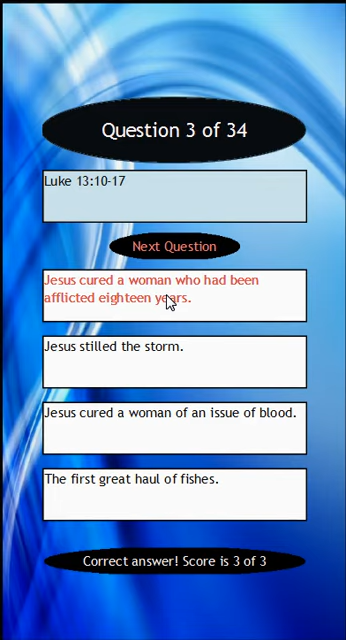 Question 3 of 34
Luke 13:10-17
Next Question
Jesus cured a woman who had been
afflicted eighteen years.
Jesus stilled the storm.
Jesus cured a woman of an issue of blood.
The first great haul of fishes.
Correct answer! Score is 3 of 3